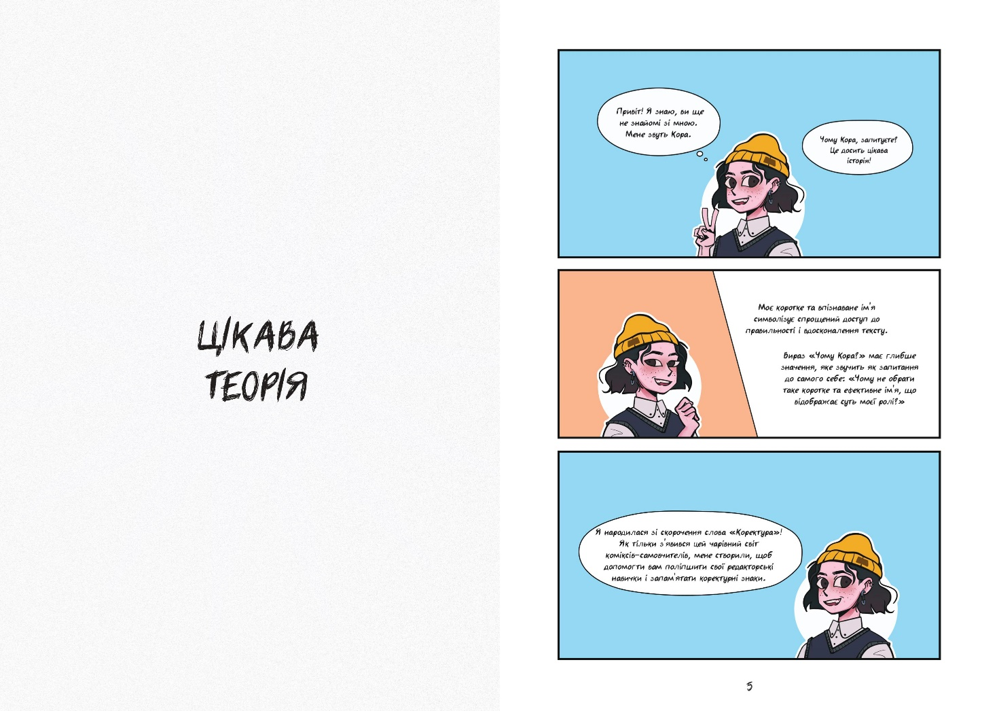 ЦІКАВА
ТЕОРІЯ
Привіт! Я знаю, ви ще
не знайомі зі мною.
Мене звуть Кора.
Чому Кора, запитуєте?
Це досить цікава
історія!
Моє коротке та впізнаване ім'я
символізує спрощений доступ до
правильності і вдосконалення тексту.
Вираз «Чому Кора?» має глибше
значення, яке звучить як запитання
до самого себе: «Чому не обрати
таке коротке та ефективне ім'я, що
відображає суть моєї ролі?»
Я народилася зі скорочення слова «Коректура»!
Як тільки з'явився цей чарівний світ
коміксів-самовчителів, мене створили, щоб
допомогти вам поліпшити свої редакторські
навички і запам'ятати коректурні знаки.
5